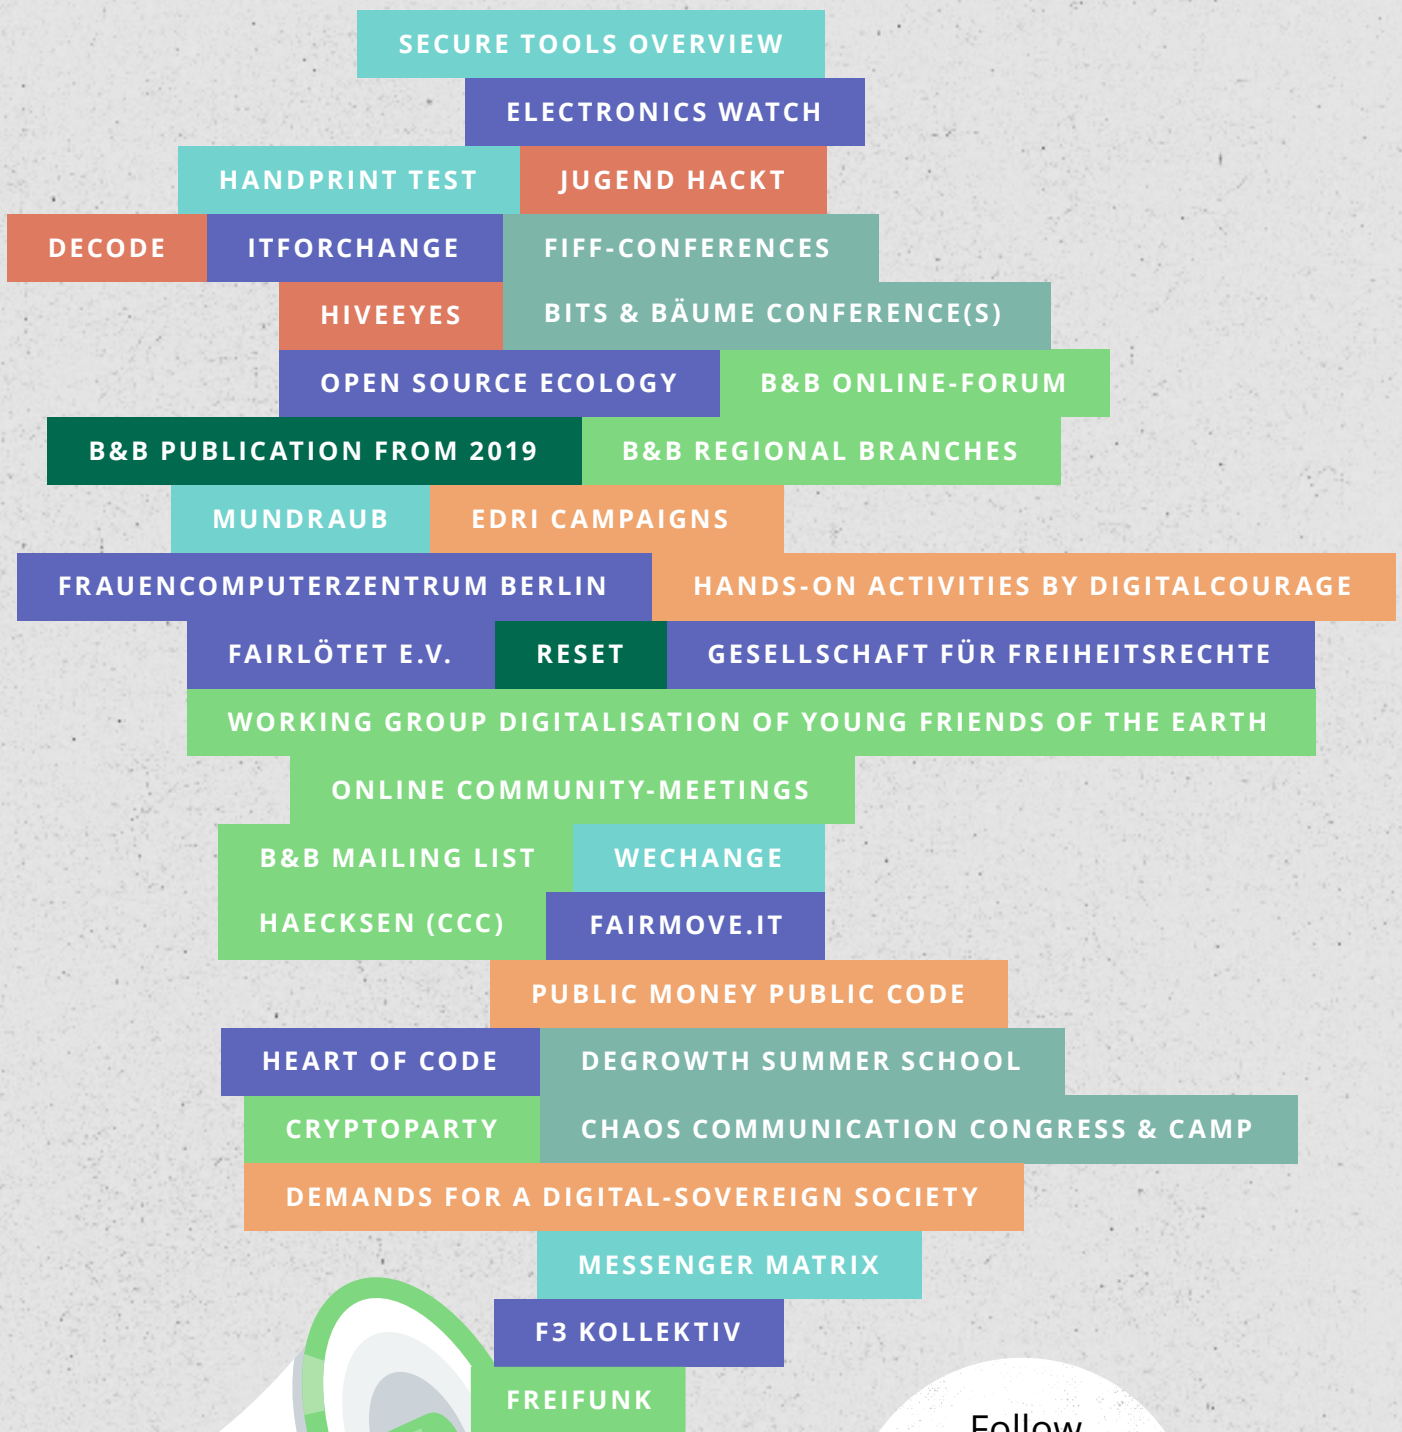 SECURE TOOLS OVERVIEW
ELECTRONICS WATCH
HANDPRINT TEST JUGEND HACKT
DECODE ITFORCHANGE FIFF-CONFERENCES
HIVEEYES BITS & BÄUME CONFERENCE(S)
OPEN SOURCE ECOLOGY B&B ONLINE-FORUM
B&B PUBLICATION FROM 2019 B&B REGIONAL BRANCHES
MUNDRAUB EDRI CAMPAIGNS
FRAUENCOMPUTERZENTRUM BERLIN HANDS-ON ACTIVITIES BY DIGITALCOURAGE
FAIRLÖTET E.V. RESET GESELLSCHAFT FÜR FREIHEITSRECHTE
WORKING GROUP DIGITALISATION OF YOUNG FRIENDS OF THE EARTH
ONLINE COMMUNITY-MEETINGS
B&B MAILING LIST WECHANGE
HAECKSEN (CCC) FAIRMOVE.IT
PUBLIC MONEY PUBLIC CODE
HEART OF CODE DEGROWTH SUMMER SCHOOL
CRYPTOPARTY CHAOS COMMUNICATION CONGRESS & CAMP
DEMANDS FOR A DIGITAL-SOVEREIGN SOCIETY
MESSENGER MATRIX
F3 KOLLEKTIV
FREIFUNK
Follow